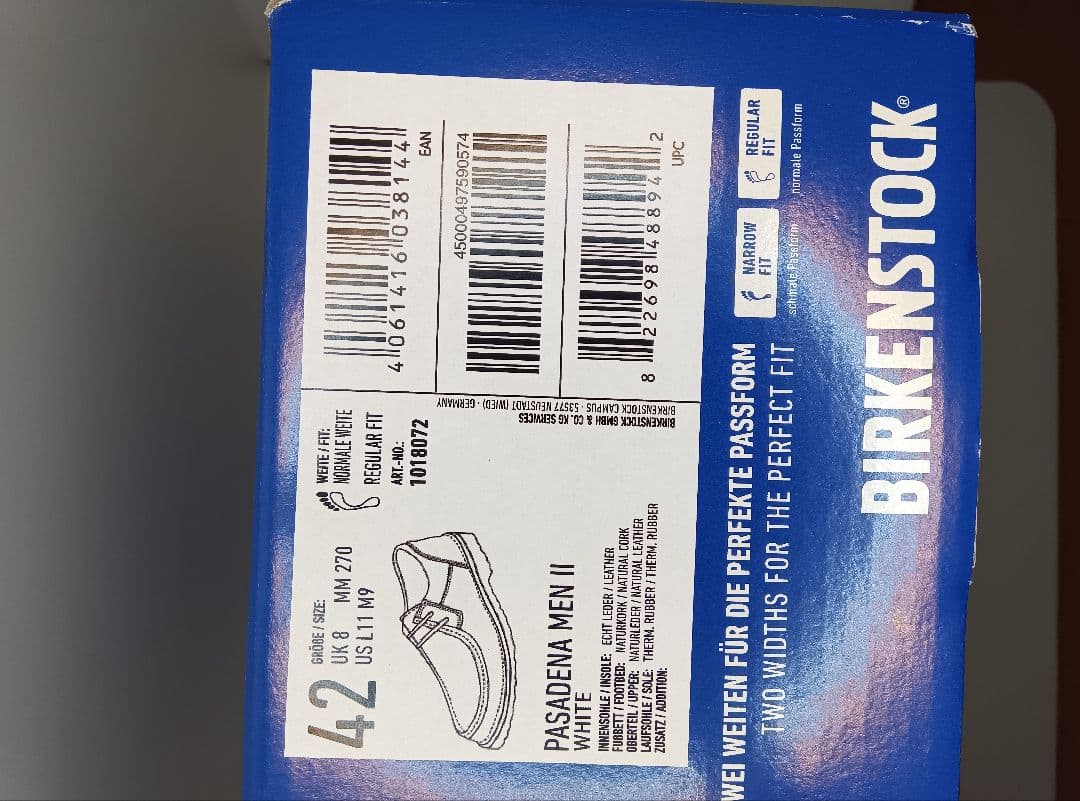 42
GRÖßE / SIZE:
UK 8 MM 270
US L11 M9
WEITE / FIT:
NORMALE WEITE
REGULAR FIT
ART.-NO.:
1018072
PASADENA MEN II
WHITE
INNENSOHLE / INSOLE: ECHT LEDER / LEATHER
FUßBETT / FOOTBED: NATURKORK / NATURAL CORK
OBERTEIL / UPPER: NATURLEDER / NATURAL LEATHER
LAUFSOHLE / SOLE: THERM. RUBBER / THERM. RUBBER
ZUSATZ / ADDITION:
BIRKENSTOCK GMBH & CO. KG SERVICES
BIRKENSTOCK CAMPUS · 53577 NEUSTADT (WIED) · GERMANY
4 061416 038144
EAN
45000497590574
8 22698 48894 2
UPC
WEI WEITEN FÜR DIE PERFEKTE PASSFORM
TWO WIDTHS FOR THE PERFECT FIT
NARROW
FIT
schmale Passform
REGULAR
FIT
normale Passform
BIRKENSTOCK®